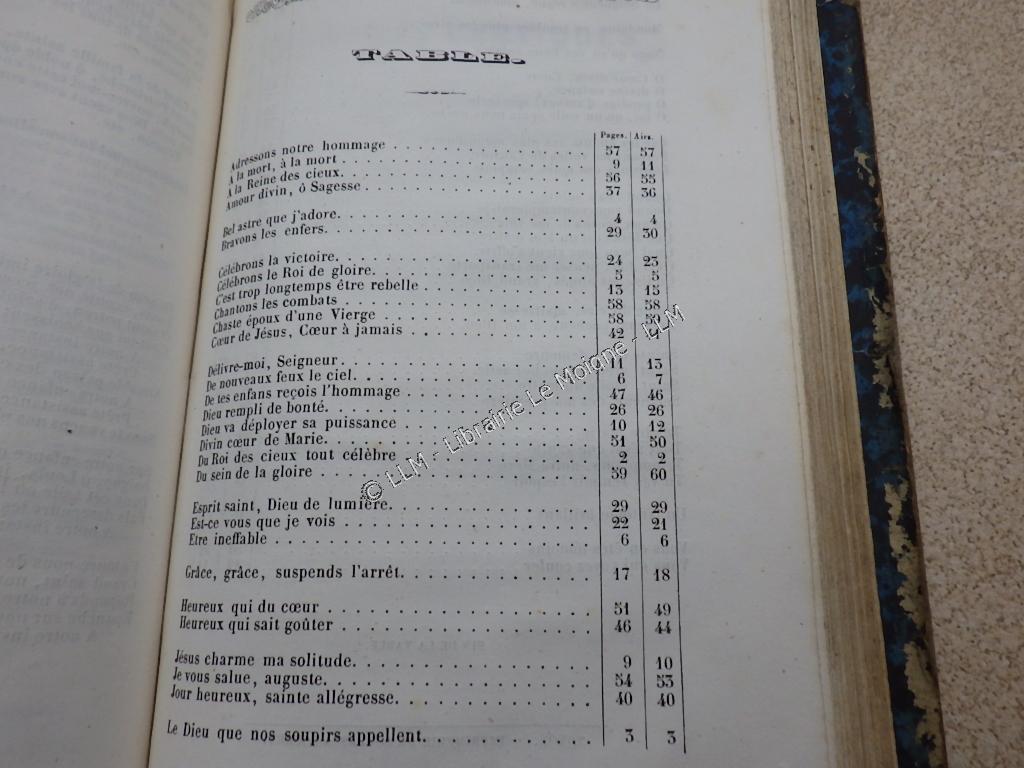 TABLE.
Pages. Airs.
Adressons notre hommage . . . . . . . . . . . . . 57 57
A la mort, à la mort . . . . . . . . . . . . . . . 9 11
A la Reine des cieux. . . . . . . . . . . . . . . 56 55
Amour divin, ô Sagesse . . . . . . . . . . . . . . 37 36
Bel astre que j'adore. . . . . . . . . . . . . . . 4 4
Bravons les enfers. . . . . . . . . . . . . . . . 29 30
Célébrons la victoire. . . . . . . . . . . . . . . 24 23
Célébrons le Roi de gloire. . . . . . . . . . . . 5 5
C'est trop longtemps être rebelle . . . . . . . . 13 15
Chantons les combats . . . . . . . . . . . . . . . 58 58
Chaste époux d'une Vierge . . . . . . . . . . . . 58 59
Cœur de Jésus, Cœur à jamais . . . . . . . . . . . 42
Délivre-moi, Seigneur . . . . . . . . . . . . . . 11 13
De nouveaux feux le ciel. . . . . . . . . . . . . 6 7
De tes enfans reçois l'hommage . . . . . . . . . . 47 46
Dieu rempli de bonté. . . . . . . . . . . . . . . 26 26
Dieu va déployer sa puissance . . . . . . . . . . 10 12
Divin cœur de Marie. . . . . . . . . . . . . . . . 51 50
Du Roi des cieux tout célèbre . . . . . . . . . . 2 2
Du sein de la gloire . . . . . . . . . . . . . . . 59 60
Esprit saint, Dieu de lumière. . . . . . . . . . . 29 29
Est-ce vous que je vois . . . . . . . . . . . . . 22 21
Etre ineffable . . . . . . . . . . . . . . . . . . 6 6
Grâce, grâce, suspends l'arrêt. . . . . . . . . . 17 18
Heureux qui du cœur . . . . . . . . . . . . . . . 51 49
Heureux qui sait goûter . . . . . . . . . . . . . 46 44
Jésus charme ma solitude. . . . . . . . . . . . . 9 10
Je vous salue, auguste. . . . . . . . . . . . . . 54 53
Jour heureux, sainte allégresse. . . . . . . . . . 40 40
Le Dieu que nos soupirs appellent. . . . . . . . . 3 3
© LLM - Librairie Le Moigne - LLM